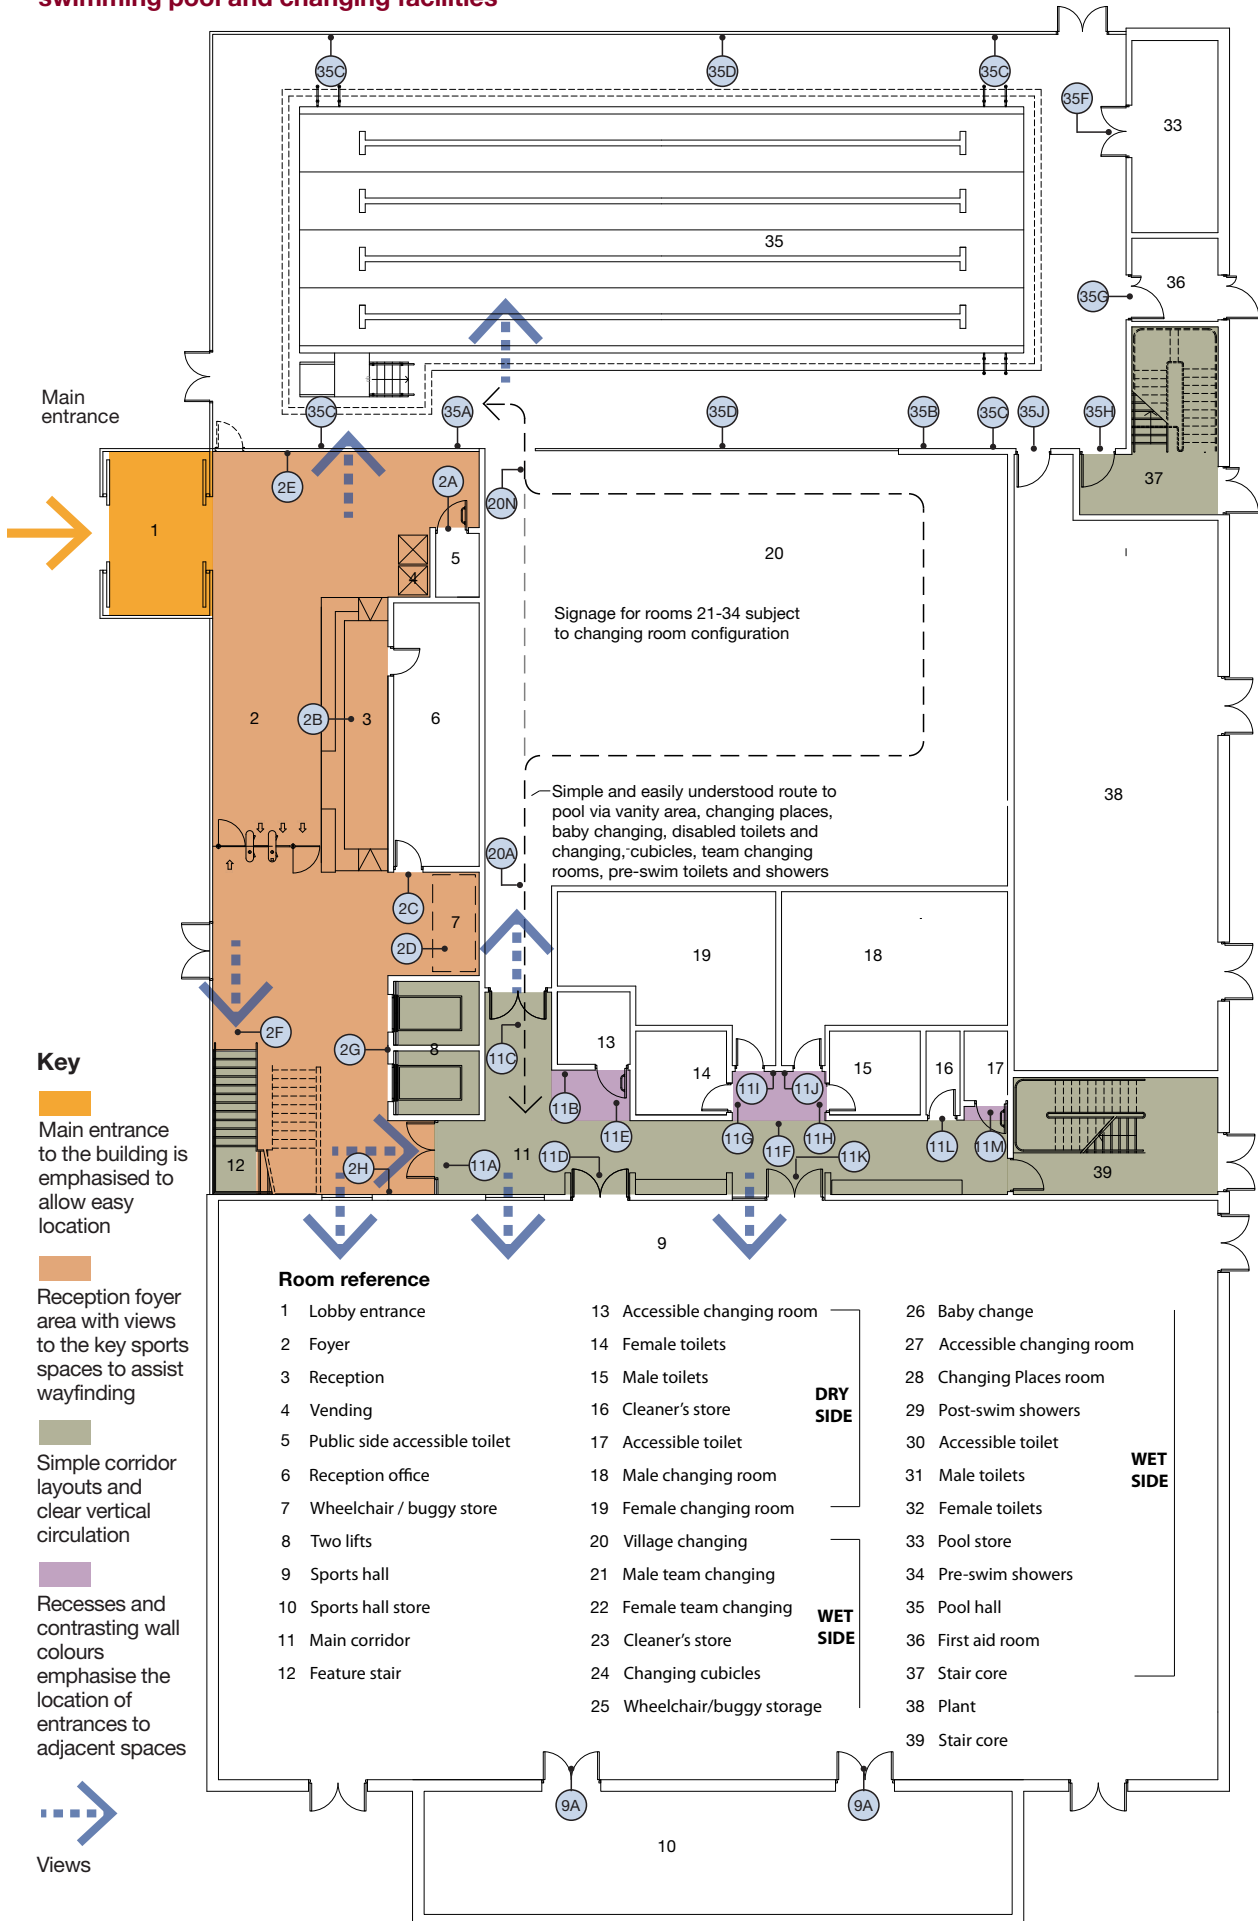 swimming pool and changing facilities
35C
35D
35C
35F
33
35
36
35G
Main
entrance
35C
35A
35D
35B
35C
35J
35H
2E
2A
20N
37
1
5
4
20
Signage for rooms 21-34 subject
to changing room configuration
2
2B
3
6
38
Simple and easily understood route to
pool via vanity area, changing places,
baby changing, disabled toilets and
changing, cubicles, team changing
rooms, pre-swim toilets and showers
20A
2C
7
2D
19
18
2F
2G
8
11C
13
14
15
16
17
11I
11J
11B
11E
11G
11F
11H
11L
11M
12
2H
11A
11
11D
11K
39
9
Key
Main entrance
to the building is
emphasised to
allow easy
location
Reception foyer
area with views
to the key sports
spaces to assist
wayfinding
Simple corridor
layouts and
clear vertical
circulation
Recesses and
contrasting wall
colours
emphasise the
location of
entrances to
adjacent spaces
Views
Room reference
1 Lobby entrance
2 Foyer
3 Reception
4 Vending
5 Public side accessible toilet
6 Reception office
7 Wheelchair / buggy store
8 Two lifts
9 Sports hall
10 Sports hall store
11 Main corridor
12 Feature stair
13 Accessible changing room
14 Female toilets
15 Male toilets
16 Cleaner's store
17 Accessible toilet
18 Male changing room
19 Female changing room
DRY
SIDE
20 Village changing
21 Male team changing
22 Female team changing
23 Cleaner's store
24 Changing cubicles
25 Wheelchair/buggy storage
WET
SIDE
26 Baby change
27 Accessible changing room
28 Changing Places room
29 Post-swim showers
30 Accessible toilet
31 Male toilets
32 Female toilets
33 Pool store
34 Pre-swim showers
35 Pool hall
36 First aid room
37 Stair core
WET
SIDE
38 Plant
39 Stair core
9A
9A
10